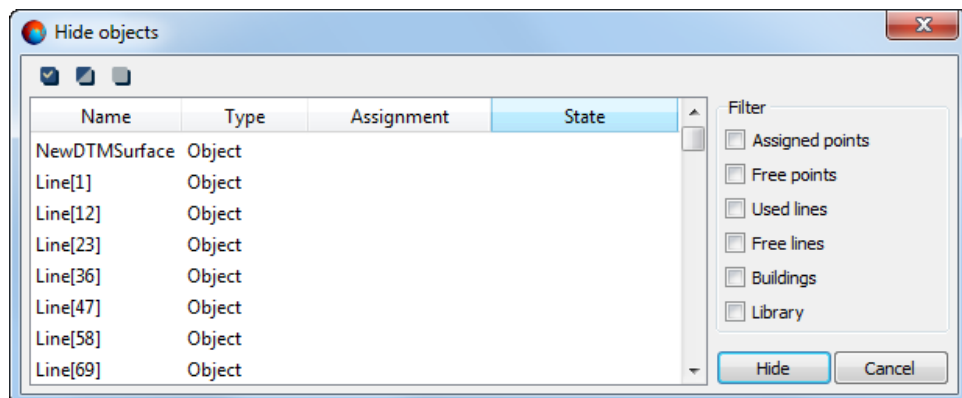 Hide objects
Name Type Assignment State
NewDTMSurface Object
Line[1] Object
Line[12] Object
Line[23] Object
Line[36] Object
Line[47] Object
Line[58] Object
Line[69] Object
Filter
Assigned points
Free points
Used lines
Free lines
Buildings
Library
Hide Cancel